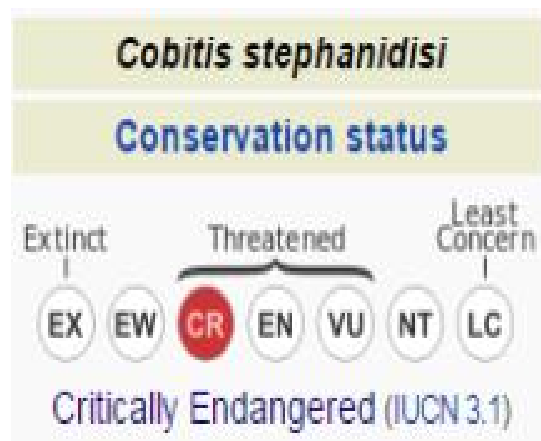 Cobitis stephanidisi
Conservation status
Least
Extinct Threatened Concern
EX EW CR EN VU NT LC
Critically Endangered (IUCN 3.1)